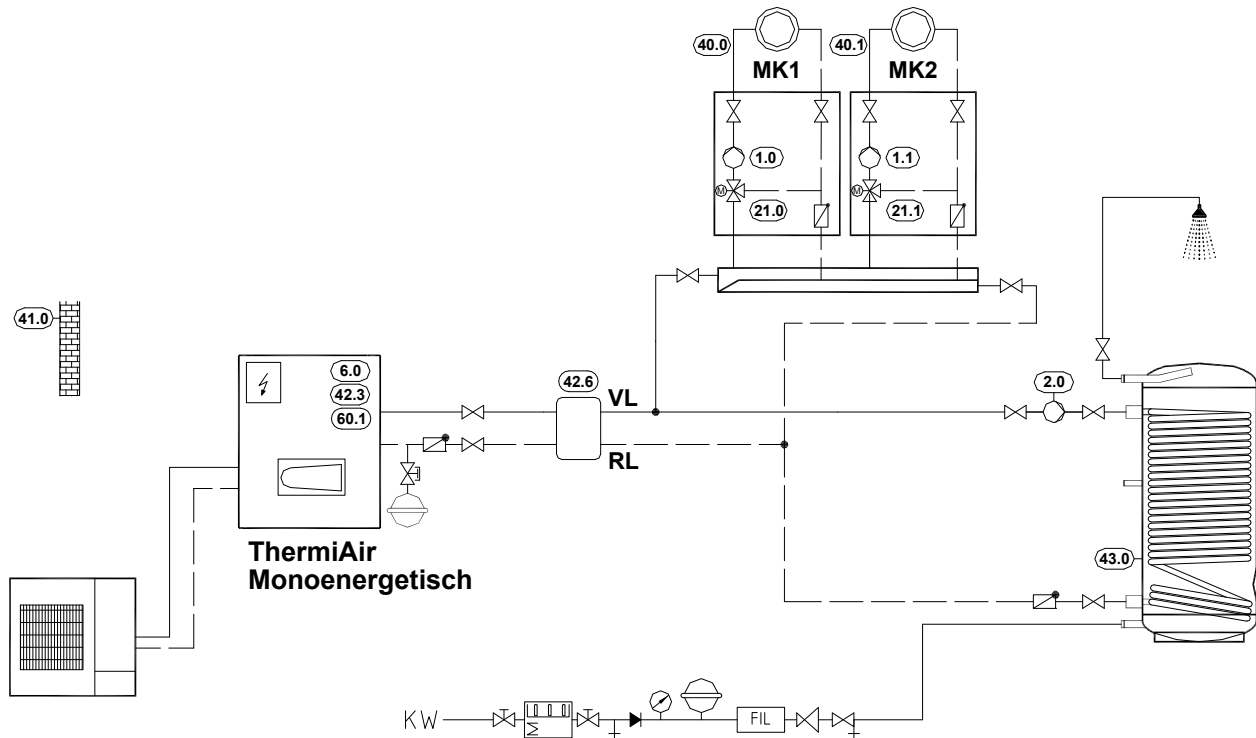 40.0
40.1
MK1
MK2
1.0
1.1
M
M
21.0
21.1
41.0
6.0
42.3
60.1
42.6
VL
2.0
RL
ThermiAir
Monoenergetisch
43.0
KW
M
FIL